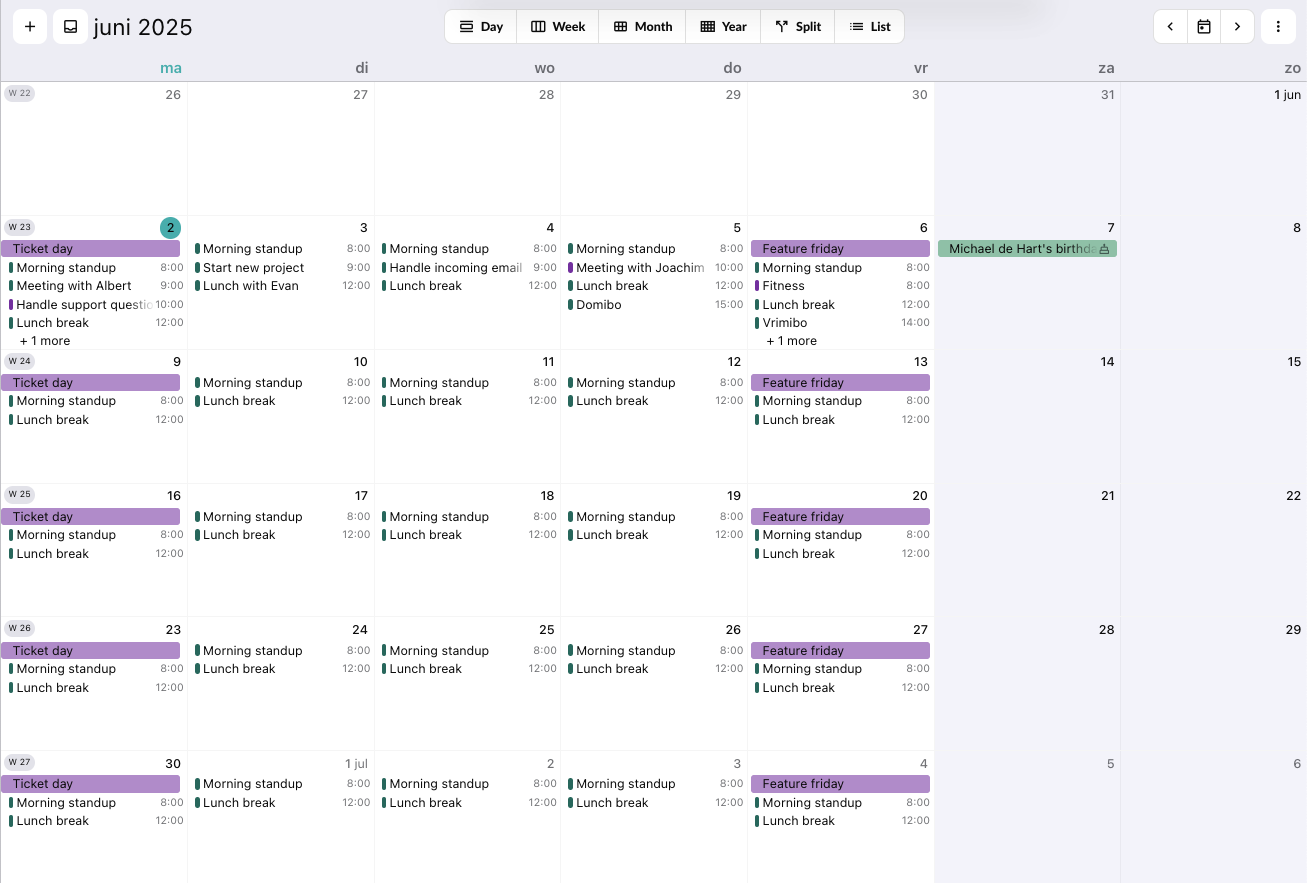 juni 2025
Day Week Month Year Split List
ma di wo do vr za zo
W 22 26 27 28 29 30 31 1 jun
W 23 2 3 4 5 6 7 8
Ticket day
Morning standup 8:00
Meeting with Albert 9:00
Handle support questio 10:00
Lunch break 12:00
+ 1 more
Morning standup 8:00
Start new project 9:00
Lunch with Evan 12:00
Morning standup 8:00
Handle incoming email 9:00
Lunch break 12:00
Morning standup 8:00
Meeting with Joachim 10:00
Lunch break 12:00
Domibo 15:00
Feature friday
Morning standup 8:00
Fitness 8:00
Lunch break 12:00
Vrimibo 14:00
+ 1 more
Michael de Hart's birthda
W 24 9 10 11 12 13 14 15
Ticket day
Morning standup 8:00
Lunch break 12:00
Morning standup 8:00
Lunch break 12:00
Morning standup 8:00
Lunch break 12:00
Morning standup 8:00
Lunch break 12:00
Feature friday
Morning standup 8:00
Lunch break 12:00
W 25 16 17 18 19 20 21 22
Ticket day
Morning standup 8:00
Lunch break 12:00
Morning standup 8:00
Lunch break 12:00
Morning standup 8:00
Lunch break 12:00
Morning standup 8:00
Lunch break 12:00
Feature friday
Morning standup 8:00
Lunch break 12:00
W 26 23 24 25 26 27 28 29
Ticket day
Morning standup 8:00
Lunch break 12:00
Morning standup 8:00
Lunch break 12:00
Morning standup 8:00
Lunch break 12:00
Morning standup 8:00
Lunch break 12:00
Feature friday
Morning standup 8:00
Lunch break 12:00
W 27 30 1 jul 2 3 4 5 6
Ticket day
Morning standup 8:00
Lunch break 12:00
Morning standup 8:00
Lunch break 12:00
Morning standup 8:00
Lunch break 12:00
Morning standup 8:00
Lunch break 12:00
Feature friday
Morning standup 8:00
Lunch break 12:00